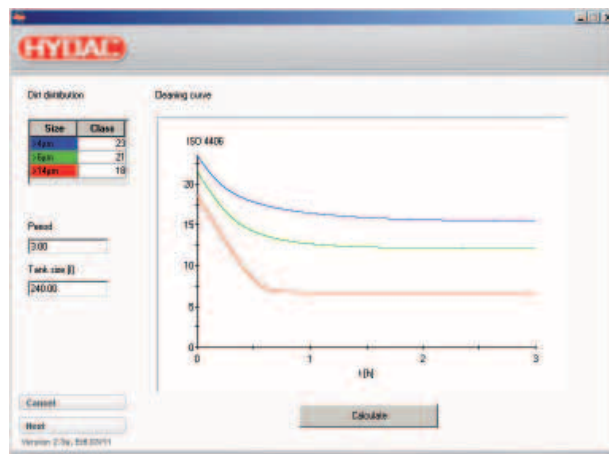 HYDAC
Dirt distribution
Size Class
>4µm 23
>6µm 21
>14µm 18
Period
3.00
Tank size [l]
240.00
Cleaning curve
ISO 4406
20
15
10
5
0
0 1 2 3
t [h]
Calculate
Cancel
Next